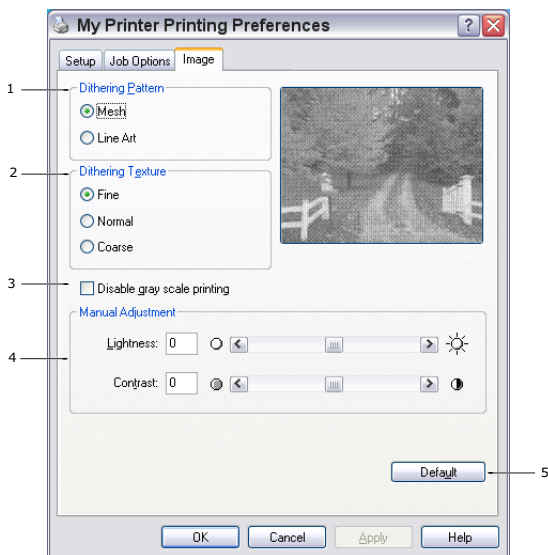 My Printer Printing Preferences
Setup Job Options Image
1 Dithering Pattern
Mesh
Line Art
2 Dithering Texture
Fine
Normal
Coarse
3 Disable gray scale printing
Manual Adjustment
Lightness: 0
4
Contrast: 0
Default 5
OK Cancel Apply Help